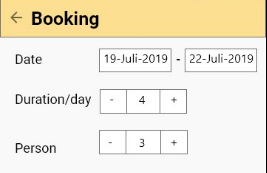 ← Booking
Date 19-Juli-2019 - 22-Juli-2019
Duration/day - 4 +
Person - 3 +